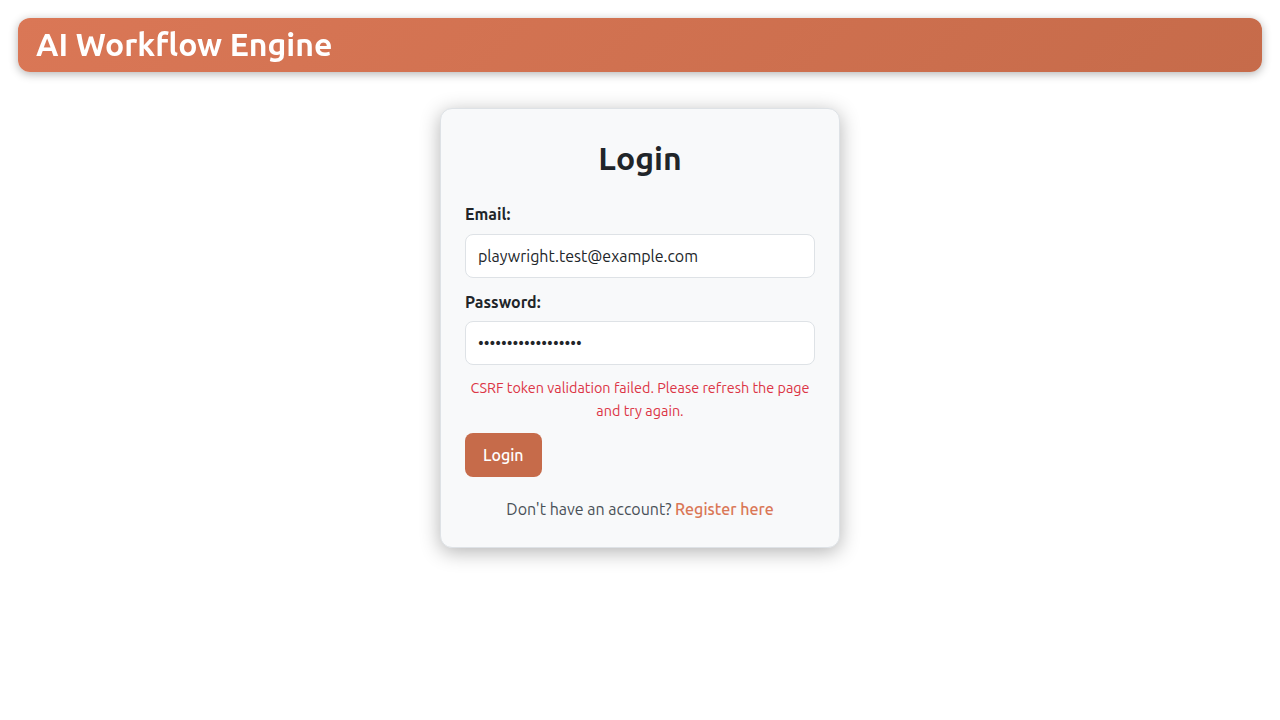 AI Workflow Engine
Login
Email:
playwright.test@example.com
Password:
••••••••••••••••••
CSRF token validation failed. Please refresh the page
and try again.
Login
Don't have an account? Register here